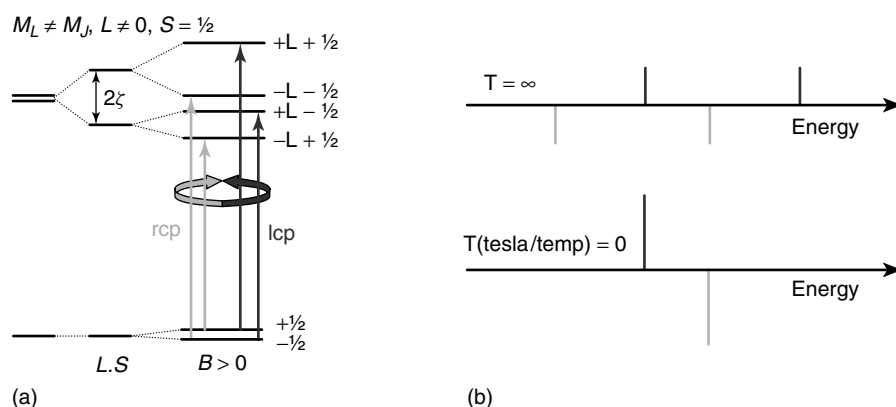 M_L ≠ M_J, L ≠ 0, S = ½
+L + ½
−L − ½
2ζ
+L − ½
−L + ½
rcp
lcp
+½
−½
L.S
B > 0
(a)
T = ∞
Energy
T(tesla/temp) = 0
Energy
(b)